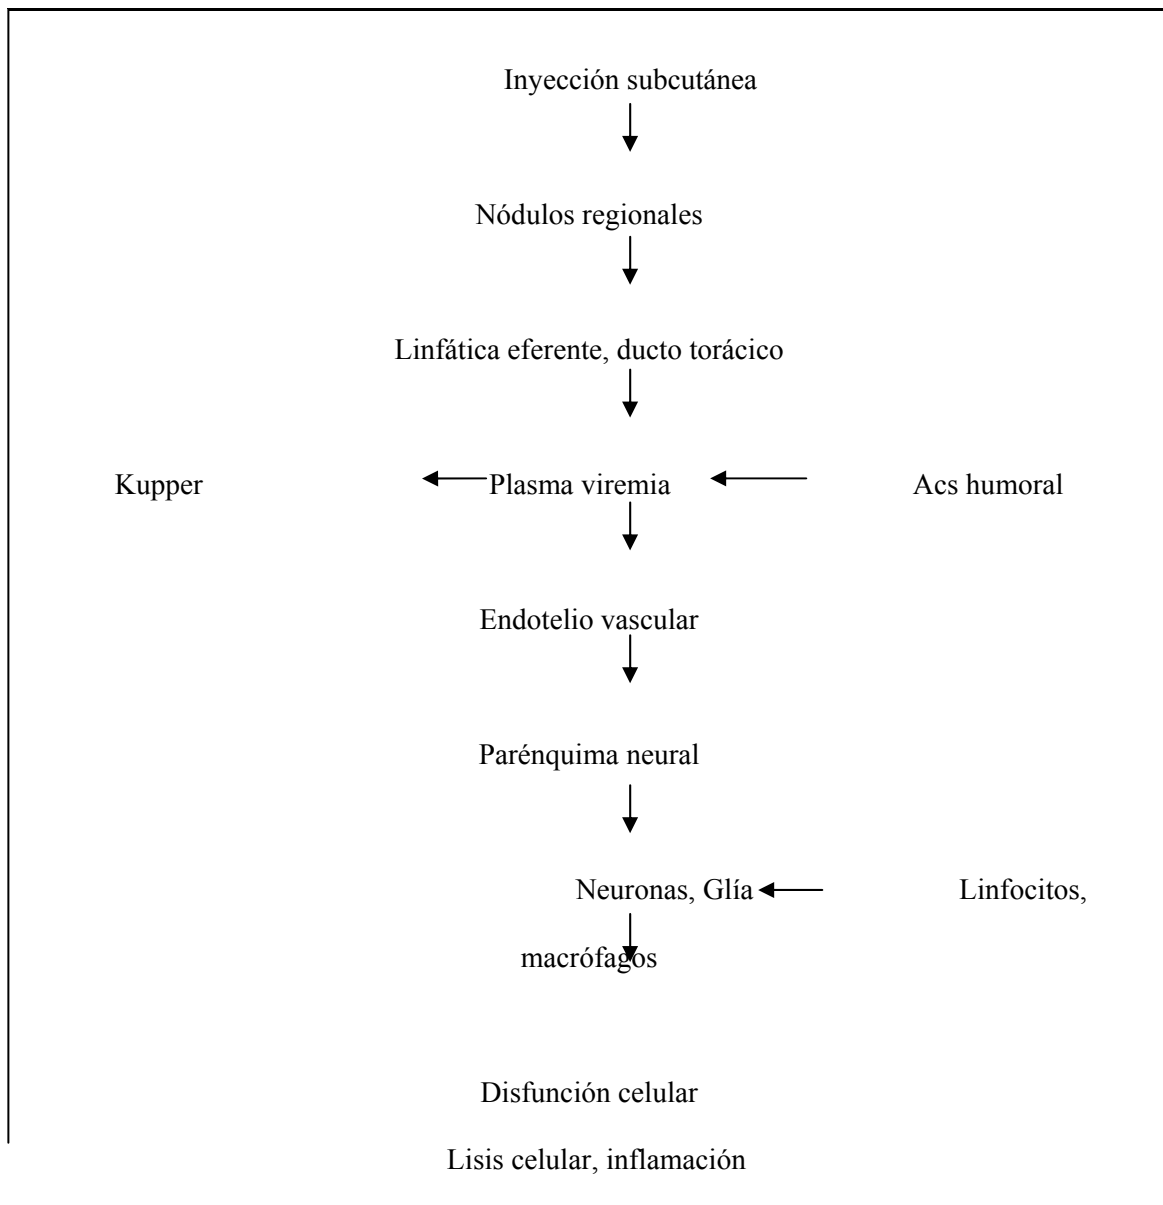 Inyección subcutánea
Nódulos regionales
Linfática eferente, ducto torácico
Kupper Plasma viremia Acs humoral
Endotelio vascular
Parénquima neural
Neuronas, Glía Linfocitos,
macrófagos
Disfunción celular
Lisis celular, inflamación